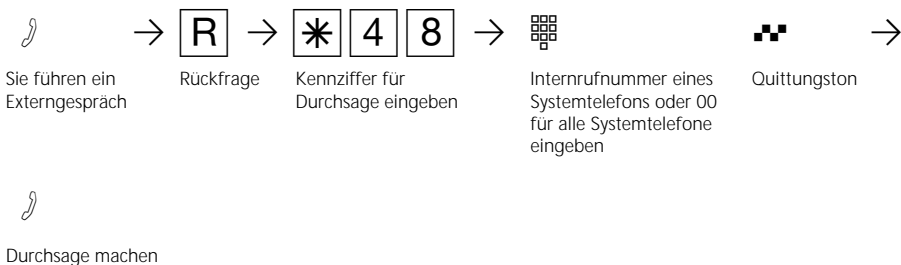 R * 4 8
Sie führen ein Externgespräch
Rückfrage
Kennziffer für Durchsage eingeben
Internrufnummer eines Systemtelefons oder 00 für alle Systemtelefone eingeben
Quittungston
Durchsage machen